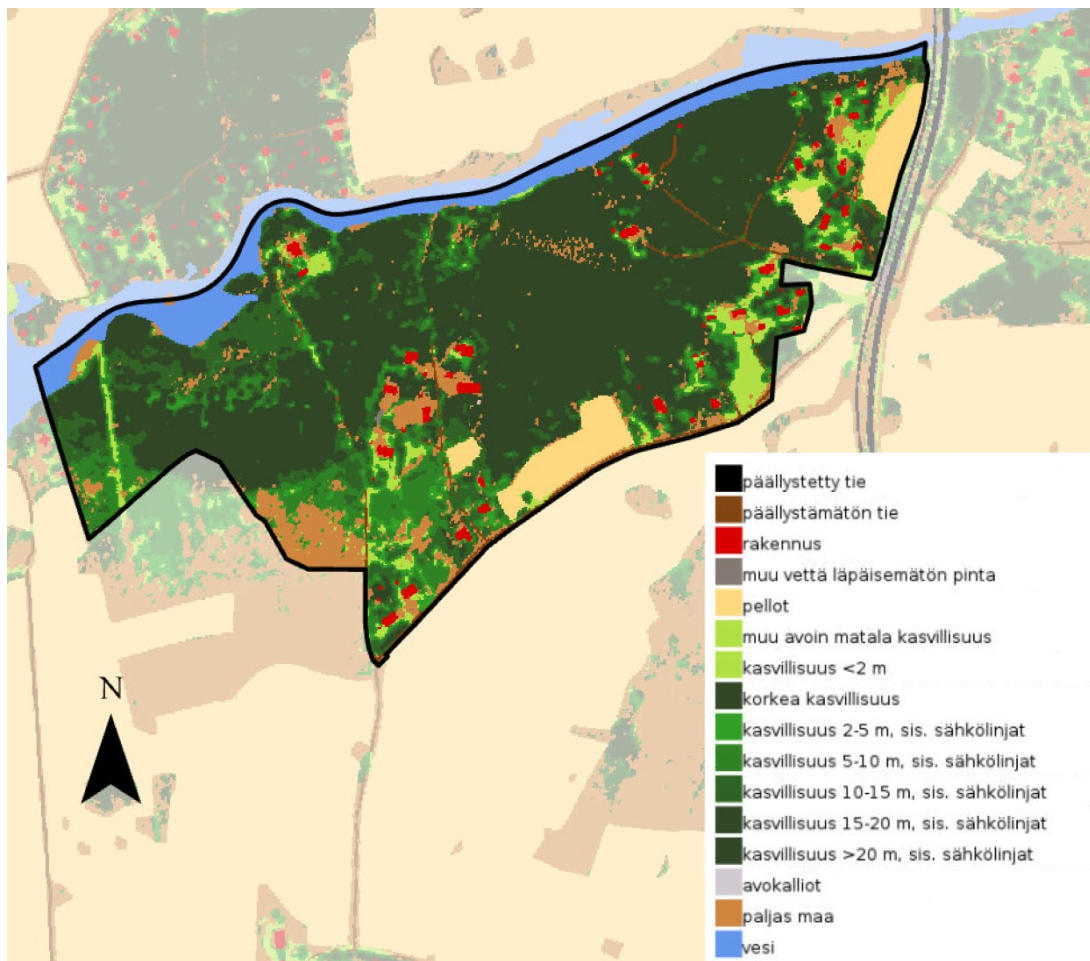 N
päällystetty tie
päällystämätön tie
rakennus
muu vettä läpäisemätön pinta
pellot
muu avoin matala kasvillisuus
kasvillisuus <2 m
korkea kasvillisuus
kasvillisuus 2-5 m, sis. sähkölinjat
kasvillisuus 5-10 m, sis. sähkölinjat
kasvillisuus 10-15 m, sis. sähkölinjat
kasvillisuus 15-20 m, sis. sähkölinjat
kasvillisuus >20 m, sis. sähkölinjat
avokalliot
paljas maa
vesi